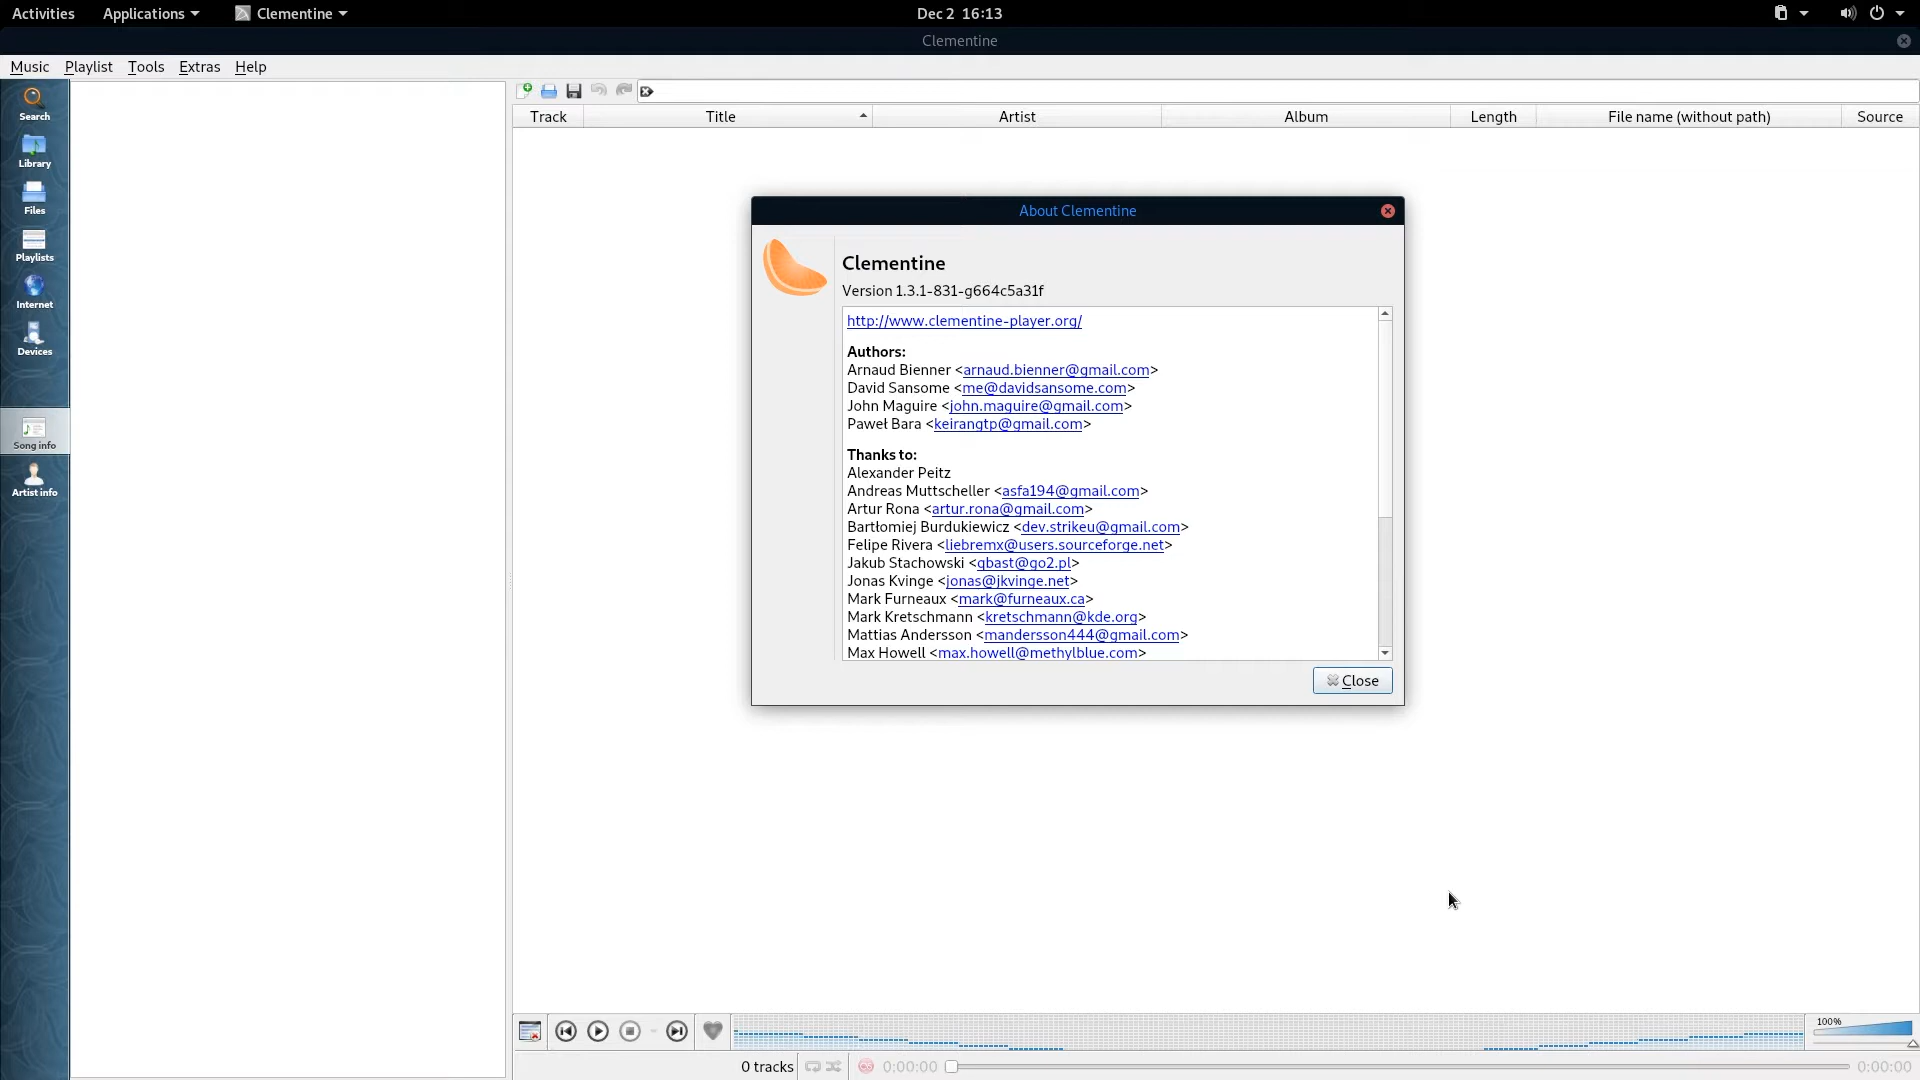 Activities Applications Clementine Dec 2 16:13
Clementine
Music Playlist Tools Extras Help
Search
Library
Files
Playlists
Internet
Devices
Song info
Artist info
Track Title Artist Album Length File name (without path) Source
About Clementine
Clementine
Version 1.3.1-831-g664c5a31f
http://www.clementine-player.org/
Authors:
Arnaud Bienner <arnaud.bienner@gmail.com>
David Sansome <me@davidsansome.com>
John Maguire <john.maguire@gmail.com>
Paweł Bara <keirangtp@gmail.com>
Thanks to:
Alexander Peitz
Andreas Muttscheller <asfa194@gmail.com>
Artur Rona <artur.rona@gmail.com>
Bartłomiej Burdukiewicz <dev.strikeu@gmail.com>
Felipe Rivera <liebremx@users.sourceforge.net>
Jakub Stachowski <qbast@go2.pl>
Jonas Kvinge <jonas@jkvinge.net>
Mark Furneaux <mark@furneaux.ca>
Mark Kretschmann <kretschmann@kde.org>
Mattias Andersson <mandersson444@gmail.com>
Max Howell <max.howell@methylblue.com>
Close
100%
0 tracks 0:00:00 0:00:00